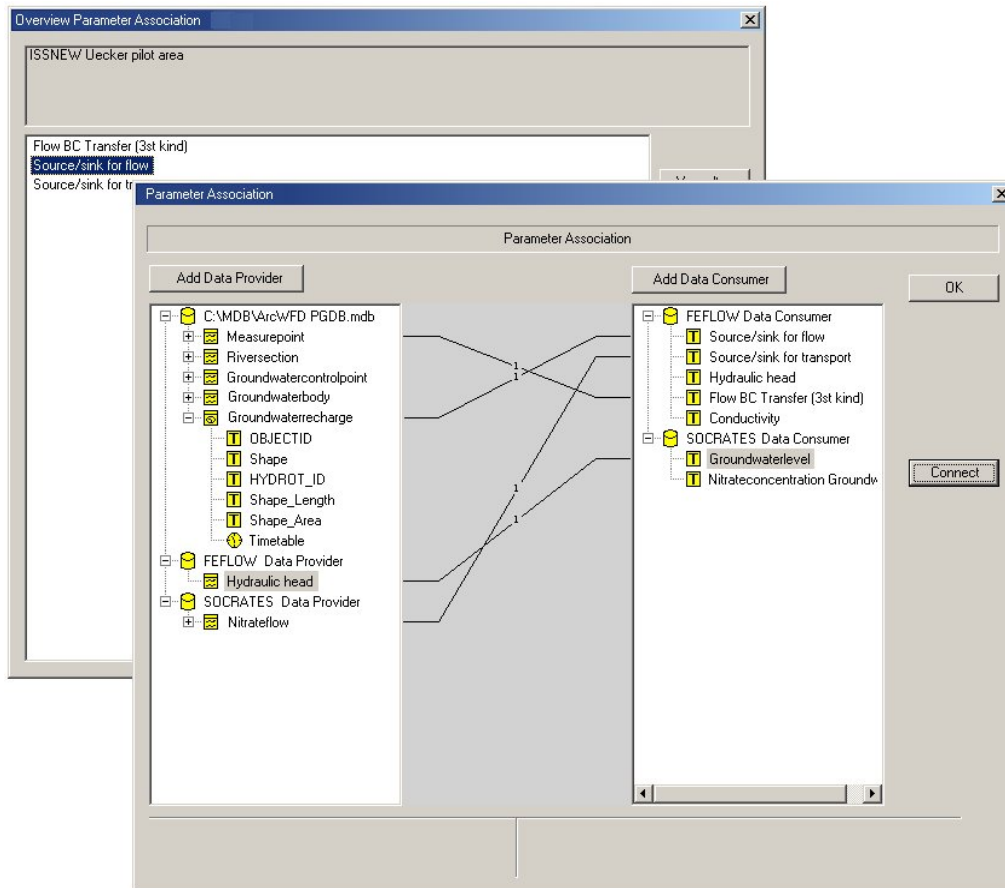 Overview Parameter Association
ISSNEW Uecker pilot area
Flow BC Transfer (3st kind)
Source/sink for flow
Source/sink for tr
Parameter Association
Parameter Association
Add Data Provider
Add Data Consumer
OK
C:\MDB\ArcWFD PGDB.mdb
Measurepoint
Riversection
Groundwatercontrolpoint
Groundwaterbody
Groundwaterrecharge
OBJECTID
Shape
HYDROT_ID
Shape_Length
Shape_Area
Timetable
FEFLOW Data Provider
Hydraulic head
SOCRATES Data Provider
Nitrateflow
1
1
1
1
FEFLOW Data Consumer
Source/sink for flow
Source/sink for transport
Hydraulic head
Flow BC Transfer (3st kind)
Conductivity
SOCRATES Data Consumer
Groundwaterlevel
Nitrateconcentration Groundw
Connect